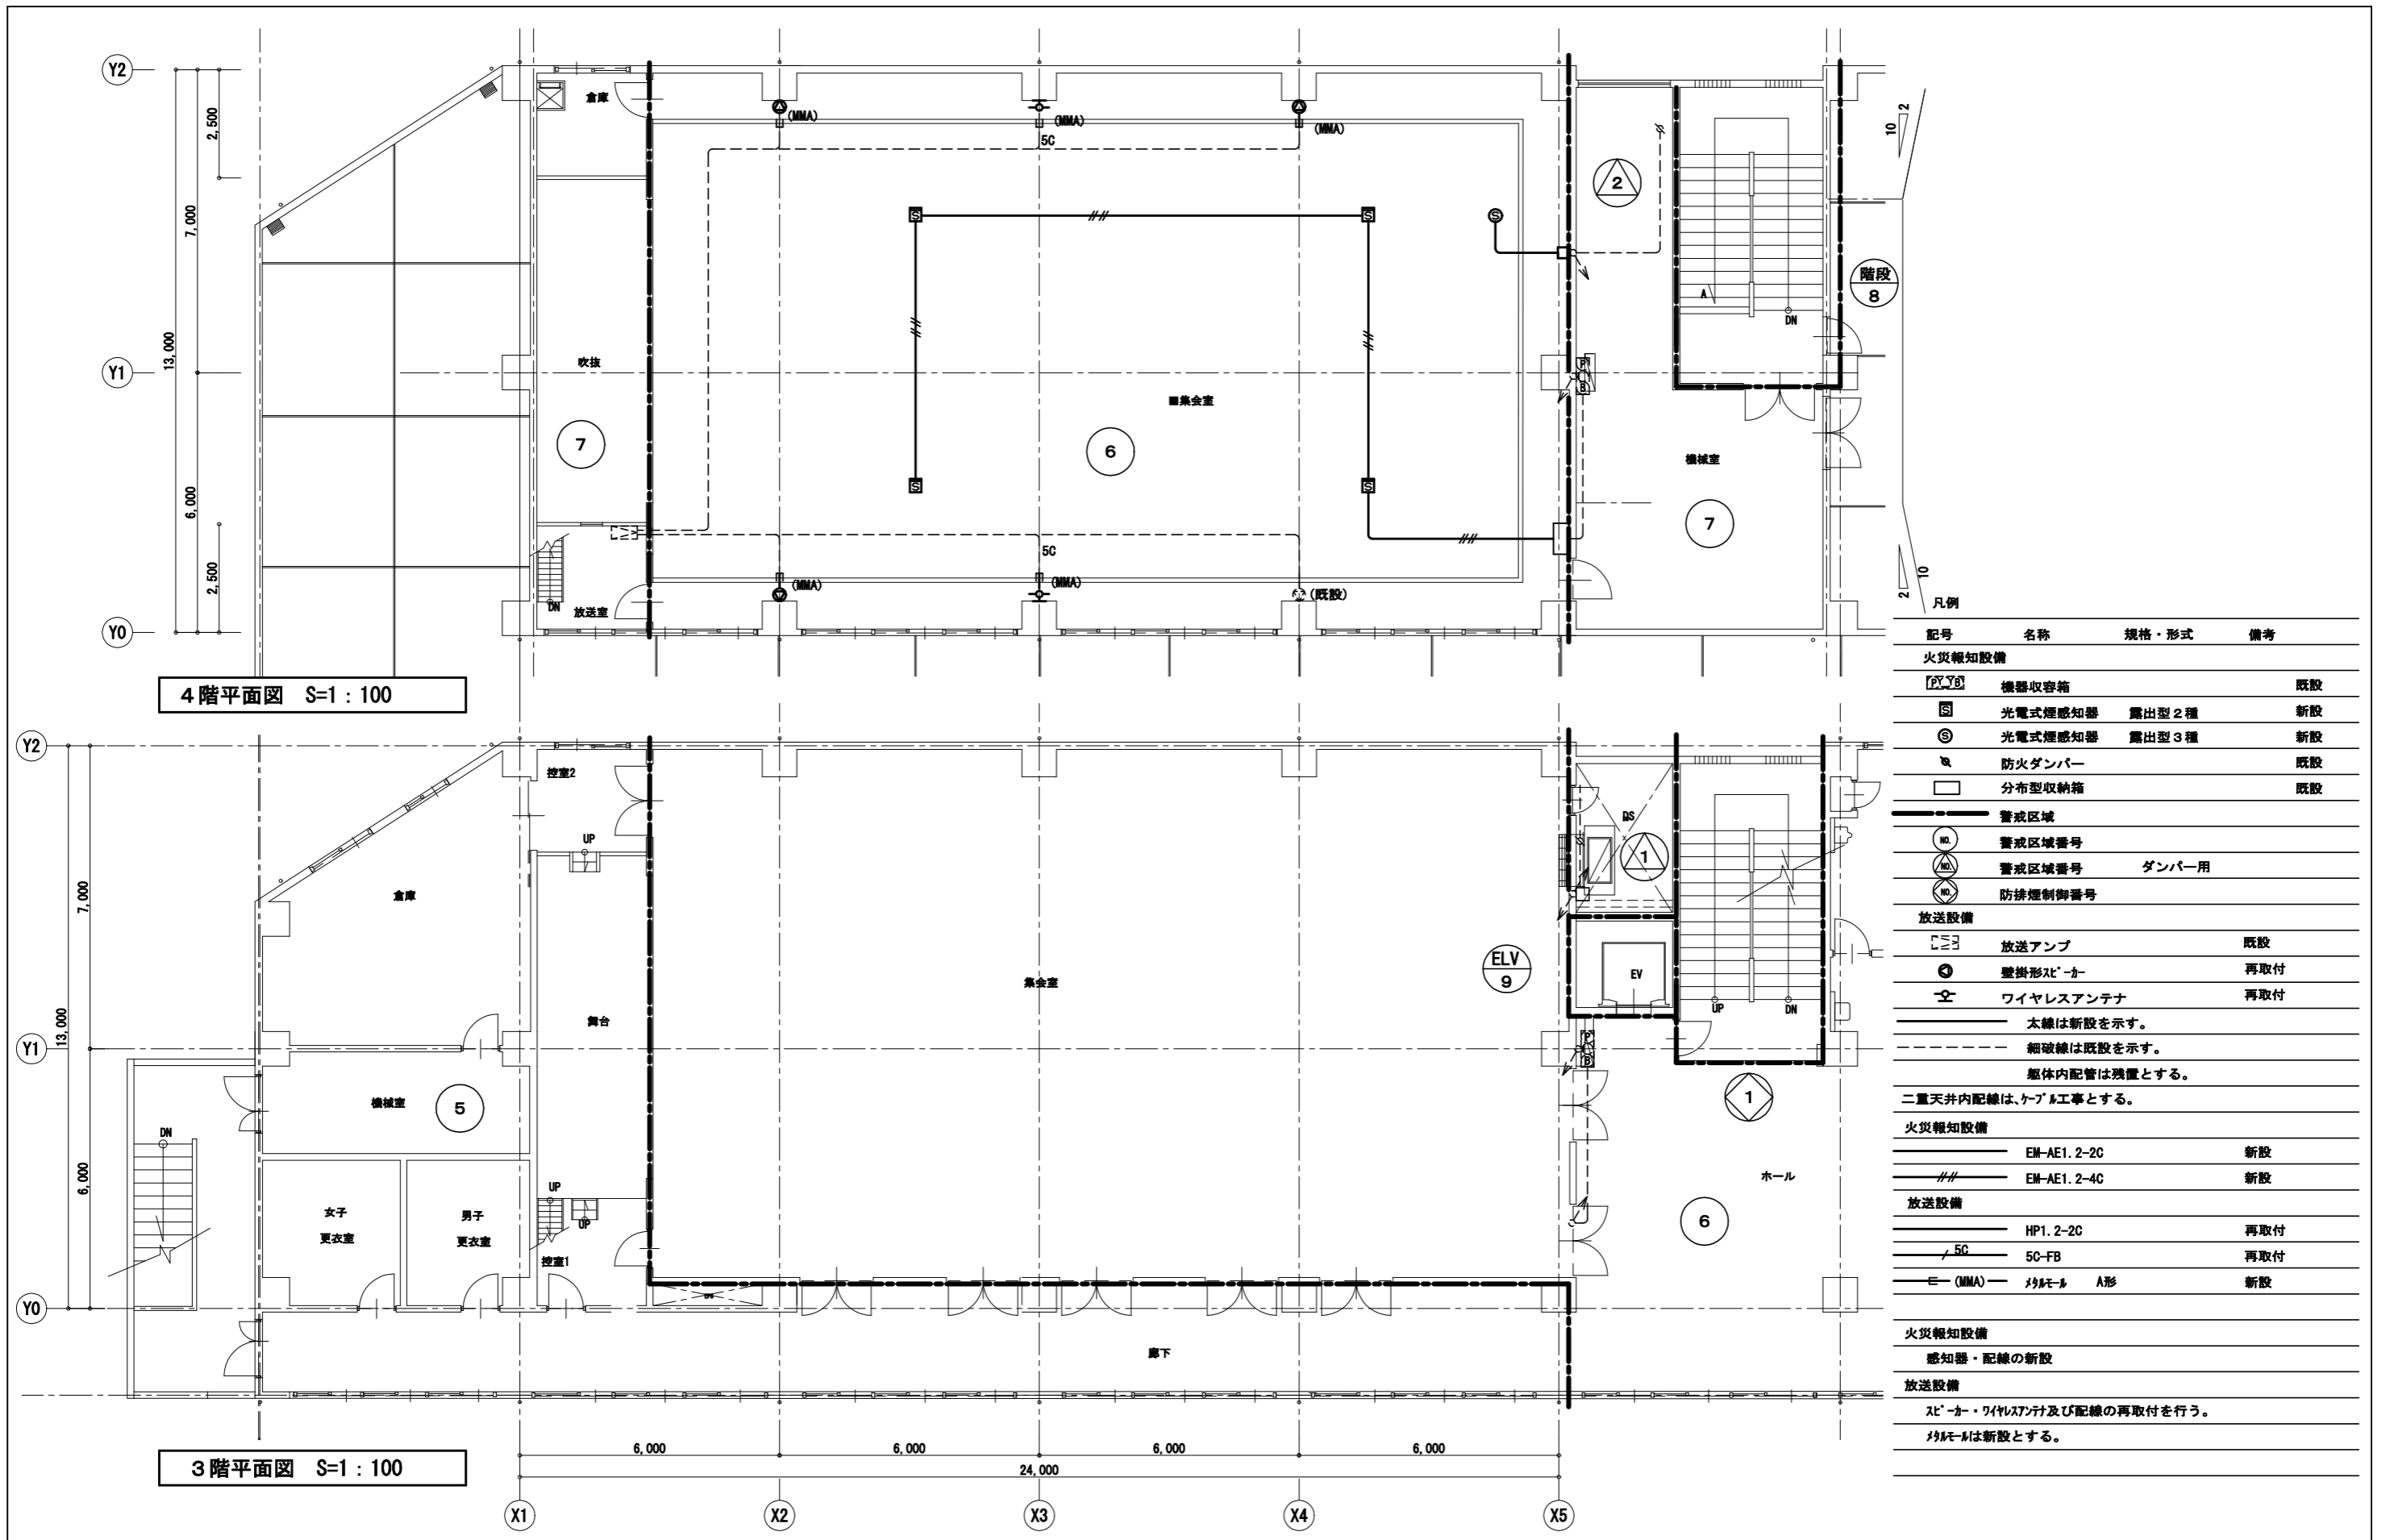 Y2
2,500
7,000
13,000
Y1
6,000
2,500
Y0
倉庫
(MMA)
(MMA)
(MMA)
5C
2
S
S
S
階段
8
A
DN
吹抜
P
B
■集会室
7
6
機械室
7
S
S
5C
(MMA)
(MMA)
(既設)
DN
放送室
10
2
2
10
4階平面図 S=1:100
Y2
7,000
13,000
Y1
6,000
Y0
控室2
UP
倉庫
DS
1
集会室
ELV
9
EV
舞台
UP
DN
P
B
機械室
5
1
DN
女子
更衣室
男子
更衣室
UP
UP
控室1
ホール
6
廊下
3階平面図 S=1:100
6,000
6,000
6,000
6,000
24,000
X1
X2
X3
X4
X5
凡例
記号 名称 規格・形式 備考
火災報知設備
P B 機器収容箱 既設
S 光電式煙感知器 露出型2種 新設
S 光電式煙感知器 露出型3種 新設
防火ダンパー 既設
分布型収納箱 既設
警戒区域
NO. 警戒区域番号
NO. 警戒区域番号 ダンパー用
NO. 防排煙制御番号
放送設備
放送アンプ 既設
壁掛形スピーカー 再取付
ワイヤレスアンテナ 再取付
太線は新設を示す。
細破線は既設を示す。
躯体内配管は残置とする。
二重天井内配線は、ケーブル工事とする。
火災報知設備
EM-AE1.2-2C 新設
EM-AE1.2-4C 新設
放送設備
HP1.2-2C 再取付
5C 5C-FB 再取付
(MMA) メタルモール A形 新設
火災報知設備
感知器・配線の新設
放送設備
スピーカー・ワイヤレスアンテナ及び配線の再取付を行う。
メタルモールは新設とする。